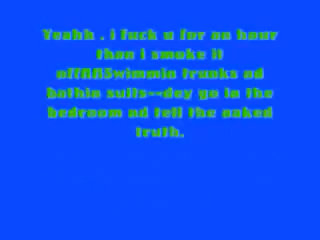 Yeahh . i fuck u for an hour
than i smoke it
Swimmin trunks nd
bathin suits--dey go in the
bedroom nd tell the naked
truth.